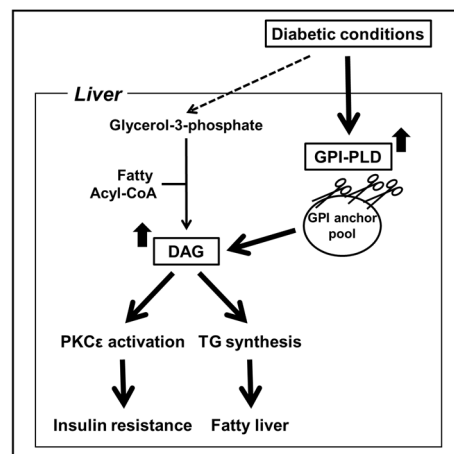 Diabetic conditions
Liver
Glycerol-3-phosphate
GPI-PLD
Fatty
Acyl-CoA
GPI anchor
pool
DAG
PKCε activation
TG synthesis
Insulin resistance
Fatty liver